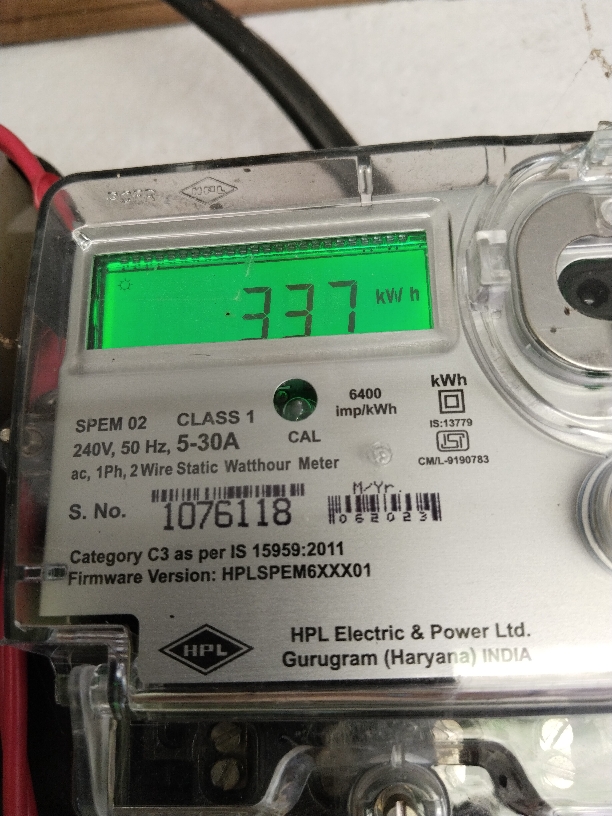 337 kW h
6400
imp/kWh
kWh
IS:13779
CM/L-9190783
CAL
SPEM 02 CLASS 1
240V, 50 Hz, 5-30A
ac, 1Ph, 2 Wire Static Watthour Meter
M/Yr.
S. No. 1076118
062023
Category C3 as per IS 15959:2011
Firmware Version: HPLSPEM6XXX01
HPL
HPL Electric & Power Ltd.
Gurugram (Haryana) INDIA